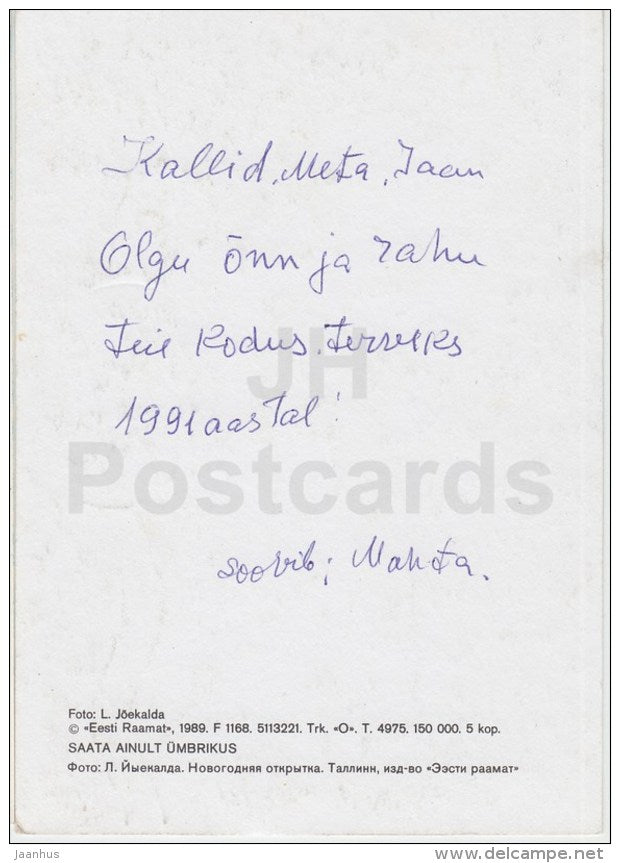 Kallid, Meta, Jaan
Olgu õnn ja rahu
teie kodus. terveks
1991 aastal!
soovib; Manta.
JH
Postcards
Foto: L. Jõekalda
© «Eesti Raamat», 1989. F 1168. 5113221. Trk. «O». T. 4975. 150 000. 5 kop.
SAATA AINULT ÜMBRIKUS
Фото: Л. Йыекалда. Новогодняя открытка. Таллинн, изд-во «Ээсти раамат»
jaanhus
www.delcampe.net